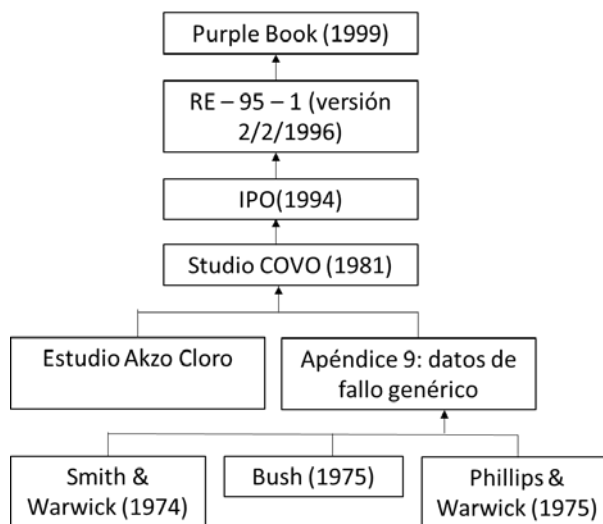 Purple Book (1999)
RE – 95 – 1 (versión
2/2/1996)
IPO(1994)
Studio COVO (1981)
Estudio Akzo Cloro
Apéndice 9: datos de
fallo genérico
Smith &
Warwick (1974)
Bush (1975)
Phillips &
Warwick (1975)